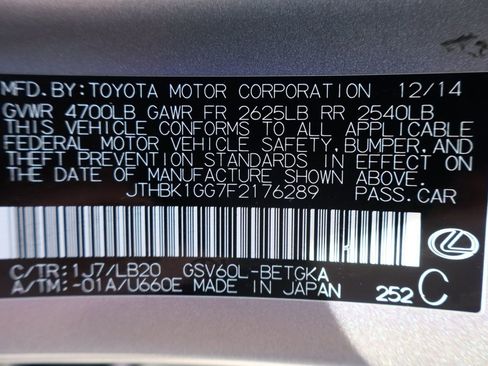 MFD.BY:TOYOTA MOTOR CORPORATION 12/14
GVWR 4700LB GAWR FR 2625LB RR 2540LB
THIS VEHICLE CONFORMS TO ALL APPLICABLE
FEDERAL MOTOR VEHICLE SAFETY, BUMPER, AND
THEFT PREVENTION STANDARDS IN EFFECT ON
THE DATE OF MANUFACTURE SHOWN ABOVE.
JTHBK1GG7F2176289 PASS.CAR
C/TR:1J7/LB20 GSV60L-BETGKA
A/TM:-01A/U660E MADE IN JAPAN 252 C